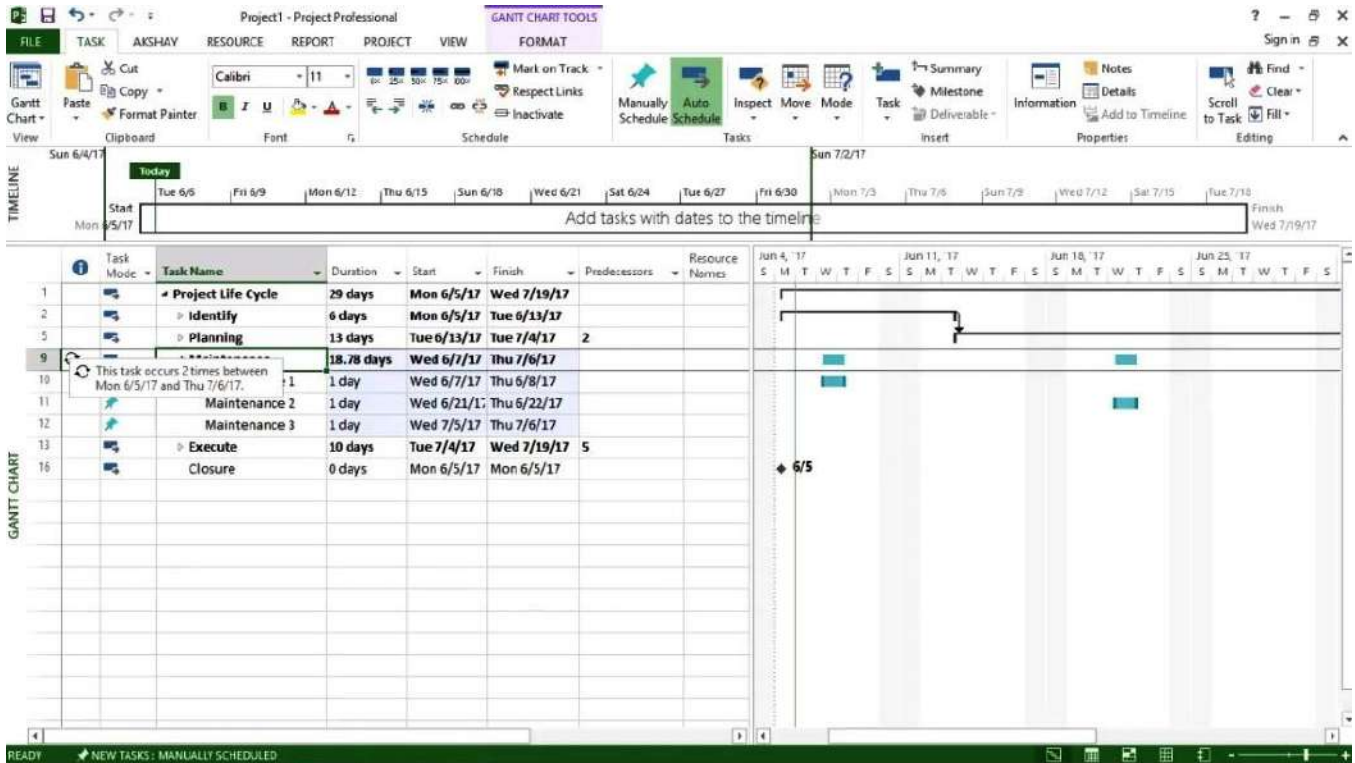 Project1 - Project Professional
GANTT CHART TOOLS
FILE TASK AKSHAY RESOURCE REPORT PROJECT VIEW FORMAT Sign in
Gantt Chart
View
Paste
Cut
Copy
Format Painter
Clipboard
Calibri 11
B I U A
Font
0× 25× 50× 75× 100×
Mark on Track
Respect Links
Inactivate
Schedule
Manually Schedule
Auto Schedule
Inspect
Move
Mode
Tasks
Task
Summary
Milestone
Deliverable
Insert
Information
Notes
Details
Add to Timeline
Properties
Scroll to Task
Find
Clear
Fill
Editing
TIMELINE
Sun 6/4/17
Sun 7/2/17
Today
Tue 6/6 Fri 6/9 Mon 6/12 Thu 6/15 Sun 6/18 Wed 6/21 Sat 6/24 Tue 6/27 Fri 6/30 Mon 7/3 Thu 7/6 Sun 7/9 Wed 7/12 Sat 7/15 Tue 7/18
Start
Mon 6/5/17
Add tasks with dates to the timeline
Finish
Wed 7/19/17
GANTT CHART
Task Mode Task Name Duration Start Finish Predecessors Resource Names
Jun 4, '17 Jun 11, '17 Jun 18, '17 Jun 25, '17
S M T W T F S S M T W T F S S M T W T F S S M T W T F S
1 Project Life Cycle 29 days Mon 6/5/17 Wed 7/19/17
2 Identify 6 days Mon 6/5/17 Tue 6/13/17
5 Planning 13 days Tue 6/13/17 Tue 7/4/17 2
9 18.78 days Wed 6/7/17 Thu 7/6/17
This task occurs 2 times between
Mon 6/5/17 and Thu 7/6/17.
10 1 1 day Wed 6/7/17 Thu 6/8/17
11 Maintenance 2 1 day Wed 6/21/17 Thu 6/22/17
12 Maintenance 3 1 day Wed 7/5/17 Thu 7/6/17
13 Execute 10 days Tue 7/4/17 Wed 7/19/17 5
16 Closure 0 days Mon 6/5/17 Mon 6/5/17
6/5
READY NEW TASKS : MANUALLY SCHEDULED